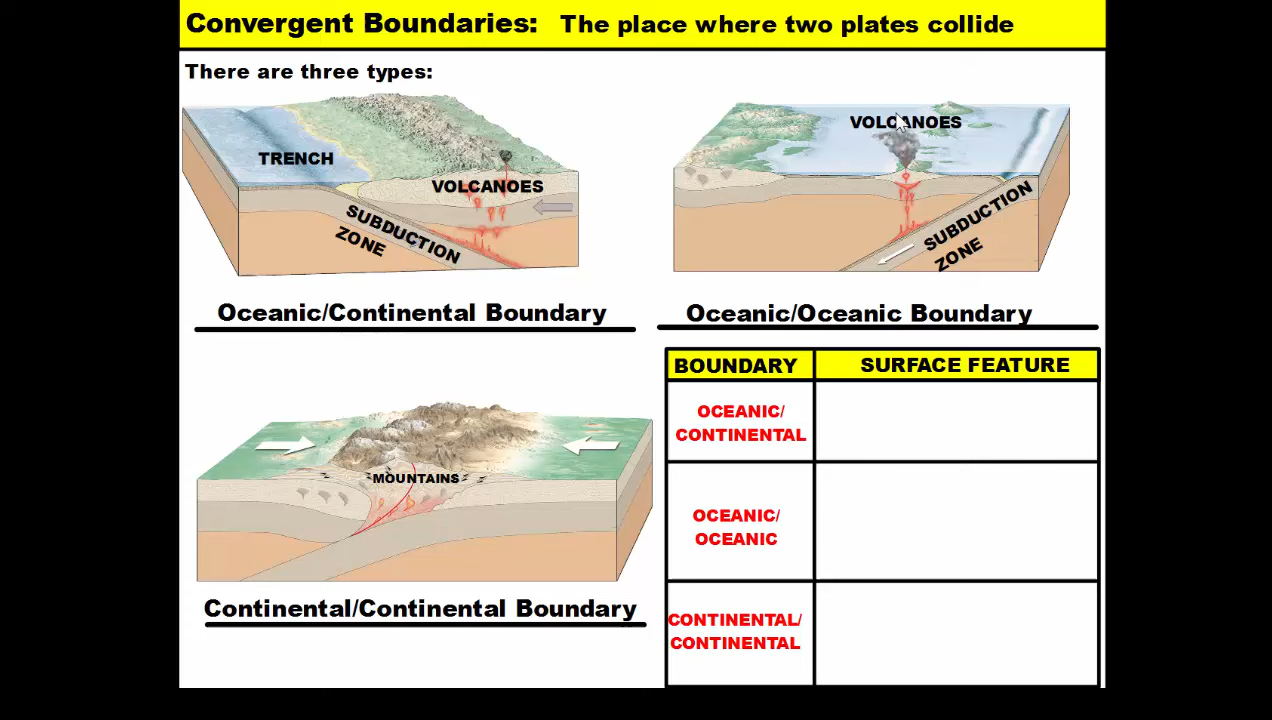 Convergent Boundaries: The place where two plates collide
There are three types:
TRENCH
VOLCANOES
SUBDUCTION
ZONE
Oceanic/Continental Boundary
VOLCANOES
SUBDUCTION
ZONE
Oceanic/Oceanic Boundary
MOUNTAINS
Continental/Continental Boundary
BOUNDARY SURFACE FEATURE
OCEANIC/
CONTINENTAL
OCEANIC/
OCEANIC
CONTINENTAL/
CONTINENTAL